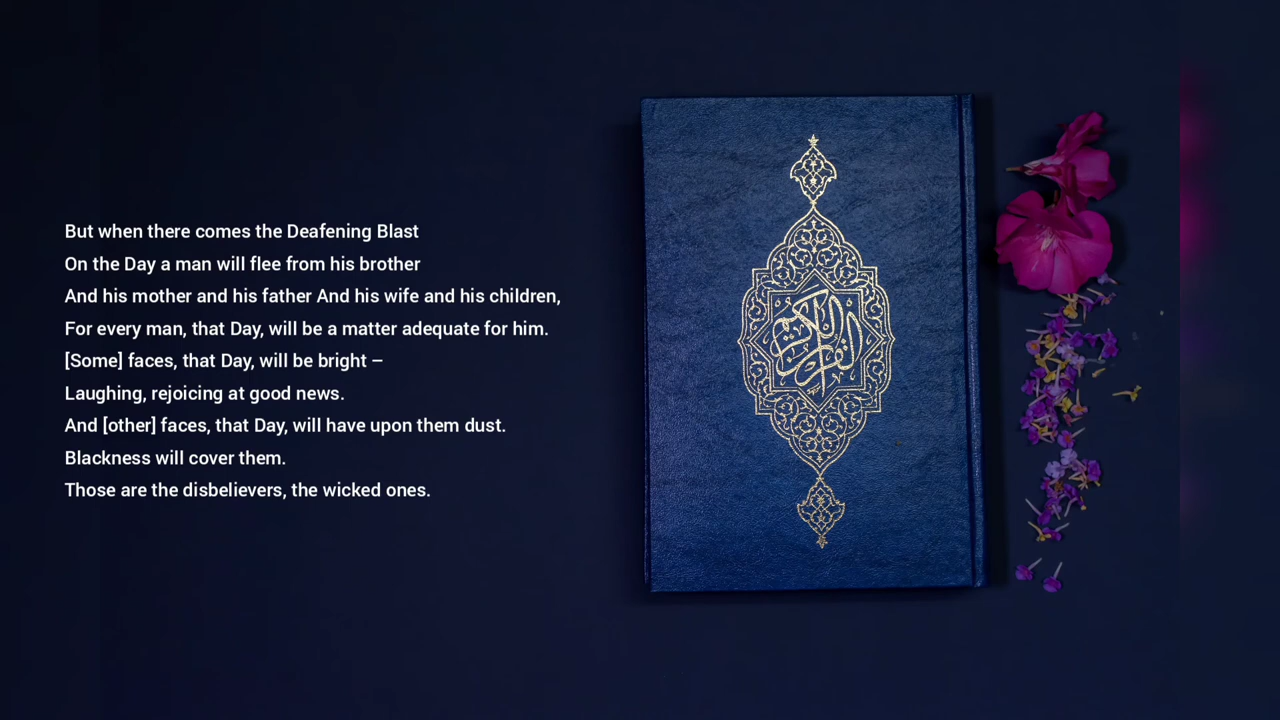 But when there comes the Deafening Blast
On the Day a man will flee from his brother
And his mother and his father And his wife and his children,
For every man, that Day, will be a matter adequate for him.
[Some] faces, that Day, will be bright –
Laughing, rejoicing at good news.
And [other] faces, that Day, will have upon them dust.
Blackness will cover them.
Those are the disbelievers, the wicked ones.
القرآن الكريم